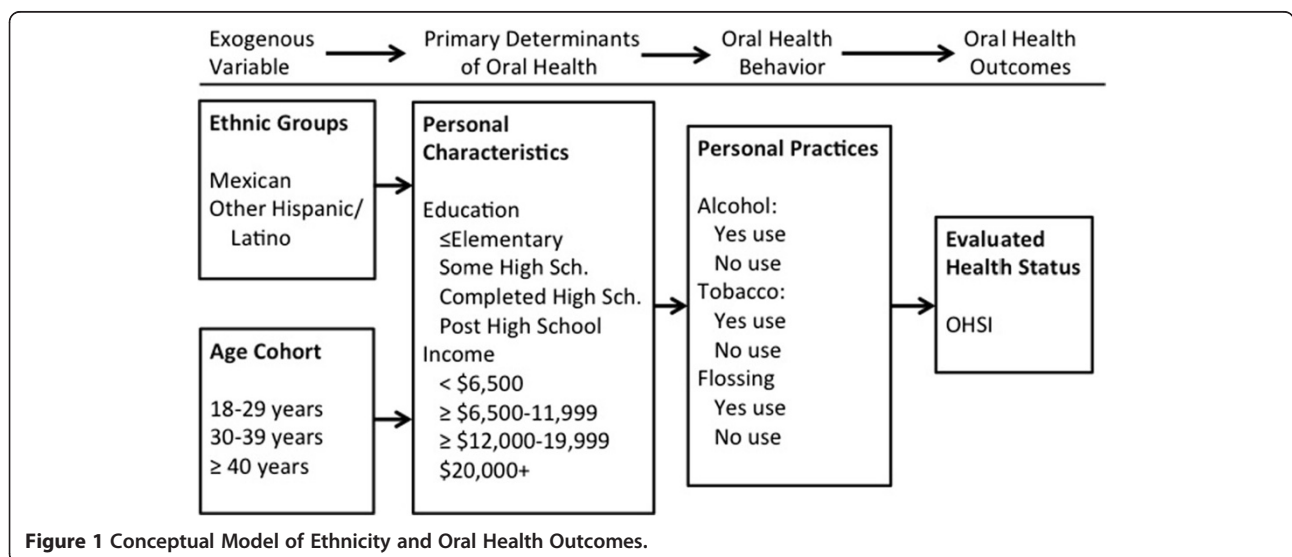 Exogenous
Variable
Primary Determinants
of Oral Health
Oral Health
Behavior
Oral Health
Outcomes
Ethnic Groups
Mexican
Other Hispanic/
Latino
Age Cohort
18-29 years
30-39 years
≥ 40 years
Personal
Characteristics
Education
≤Elementary
Some High Sch.
Completed High Sch.
Post High School
Income
< $6,500
≥ $6,500-11,999
≥ $12,000-19,999
$20,000+
Personal Practices
Alcohol:
Yes use
No use
Tobacco:
Yes use
No use
Flossing
Yes use
No use
Evaluated
Health Status
OHSI
Figure 1 Conceptual Model of Ethnicity and Oral Health Outcomes.